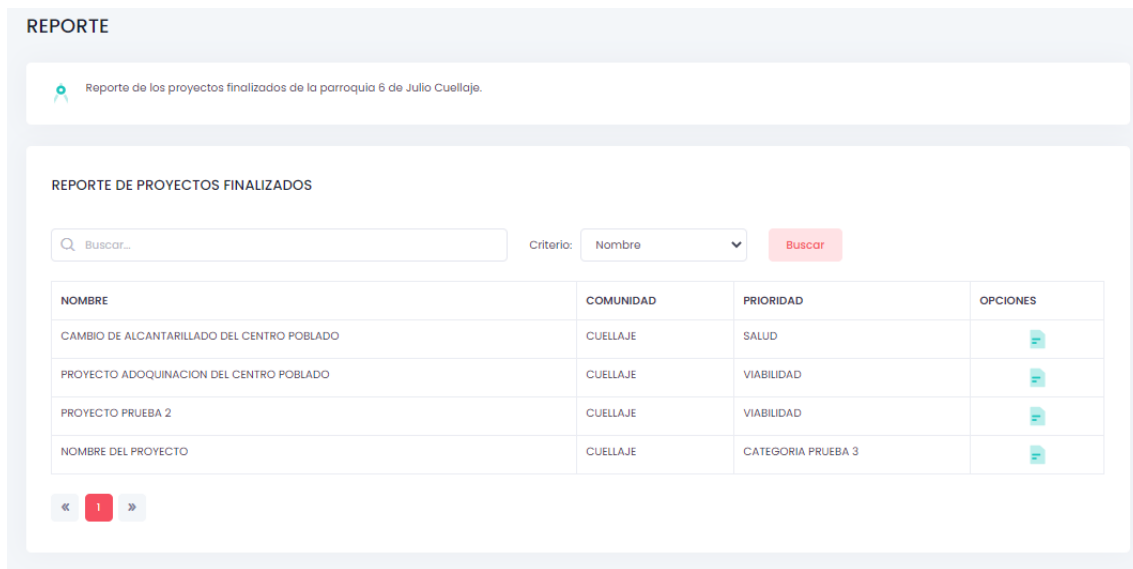 REPORTE
Reporte de los proyectos finalizados de la parroquia 6 de Julio Cuellaje.
REPORTE DE PROYECTOS FINALIZADOS
Buscar... Criterio: Nombre Buscar
NOMBRE COMUNIDAD PRIORIDAD OPCIONES
CAMBIO DE ALCANTARILLADO DEL CENTRO POBLADO CUELLAJE SALUD
PROYECTO ADOQUINACION DEL CENTRO POBLADO CUELLAJE VIABILIDAD
PROYECTO PRUEBA 2 CUELLAJE VIABILIDAD
NOMBRE DEL PROYECTO CUELLAJE CATEGORIA PRUEBA 3
« 1 »